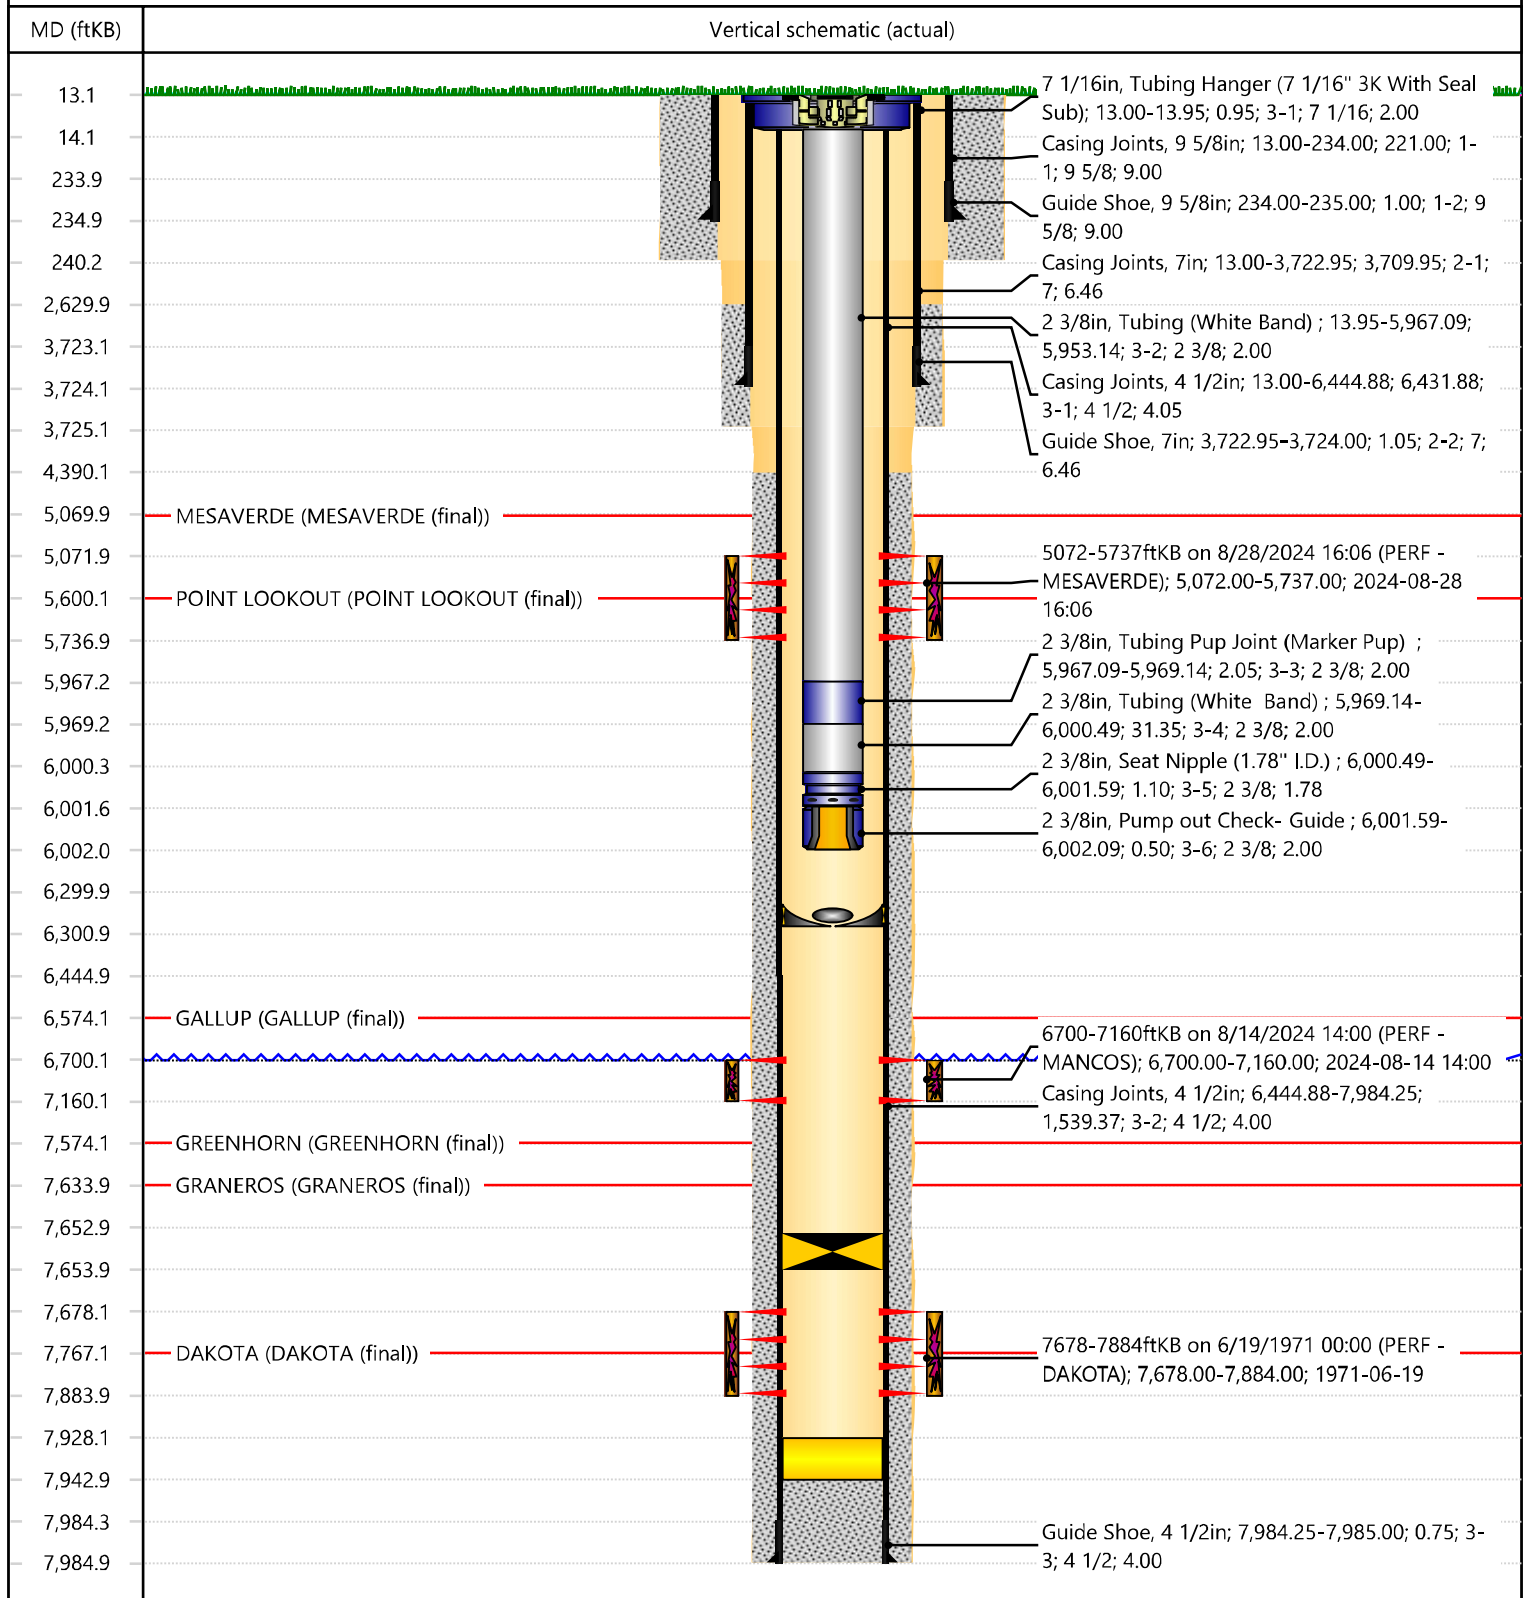 MD (ftKB)
Vertical schematic (actual)
13.1
14.1
233.9
234.9
240.2
2,629.9
3,723.1
3,724.1
3,725.1
4,390.1
5,069.9
5,071.9
5,600.1
5,736.9
5,967.2
5,969.2
6,000.3
6,001.6
6,002.0
6,299.9
6,300.9
6,444.9
6,574.1
6,700.1
7,160.1
7,574.1
7,633.9
7,652.9
7,653.9
7,678.1
7,767.1
7,883.9
7,928.1
7,942.9
7,984.3
7,984.9
MESAVERDE (MESAVERDE (final))
POINT LOOKOUT (POINT LOOKOUT (final))
GALLUP (GALLUP (final))
GREENHORN (GREENHORN (final))
GRANEROS (GRANEROS (final))
DAKOTA (DAKOTA (final))
7 1/16in, Tubing Hanger (7 1/16" 3K With Seal
Sub); 13.00-13.95; 0.95; 3-1; 7 1/16; 2.00
Casing Joints, 9 5/8in; 13.00-234.00; 221.00; 1-
1; 9 5/8; 9.00
Guide Shoe, 9 5/8in; 234.00-235.00; 1.00; 1-2; 9
5/8; 9.00
Casing Joints, 7in; 13.00-3,722.95; 3,709.95; 2-1;
7; 6.46
2 3/8in, Tubing (White Band) ; 13.95-5,967.09;
5,953.14; 3-2; 2 3/8; 2.00
Casing Joints, 4 1/2in; 13.00-6,444.88; 6,431.88;
3-1; 4 1/2; 4.05
Guide Shoe, 7in; 3,722.95-3,724.00; 1.05; 2-2; 7;
6.46
5072-5737ftKB on 8/28/2024 16:06 (PERF -
MESAVERDE); 5,072.00-5,737.00; 2024-08-28
16:06
2 3/8in, Tubing Pup Joint (Marker Pup) ;
5,967.09-5,969.14; 2.05; 3-3; 2 3/8; 2.00
2 3/8in, Tubing (White Band) ; 5,969.14-
6,000.49; 31.35; 3-4; 2 3/8; 2.00
2 3/8in, Seat Nipple (1.78" I.D.) ; 6,000.49-
6,001.59; 1.10; 3-5; 2 3/8; 1.78
2 3/8in, Pump out Check- Guide ; 6,001.59-
6,002.09; 0.50; 3-6; 2 3/8; 2.00
6700-7160ftKB on 8/14/2024 14:00 (PERF -
MANCOS); 6,700.00-7,160.00; 2024-08-14 14:00
Casing Joints, 4 1/2in; 6,444.88-7,984.25;
1,539.37; 3-2; 4 1/2; 4.00
7678-7884ftKB on 6/19/1971 00:00 (PERF -
DAKOTA); 7,678.00-7,884.00; 1971-06-19
Guide Shoe, 4 1/2in; 7,984.25-7,985.00; 0.75; 3-
3; 4 1/2; 4.00